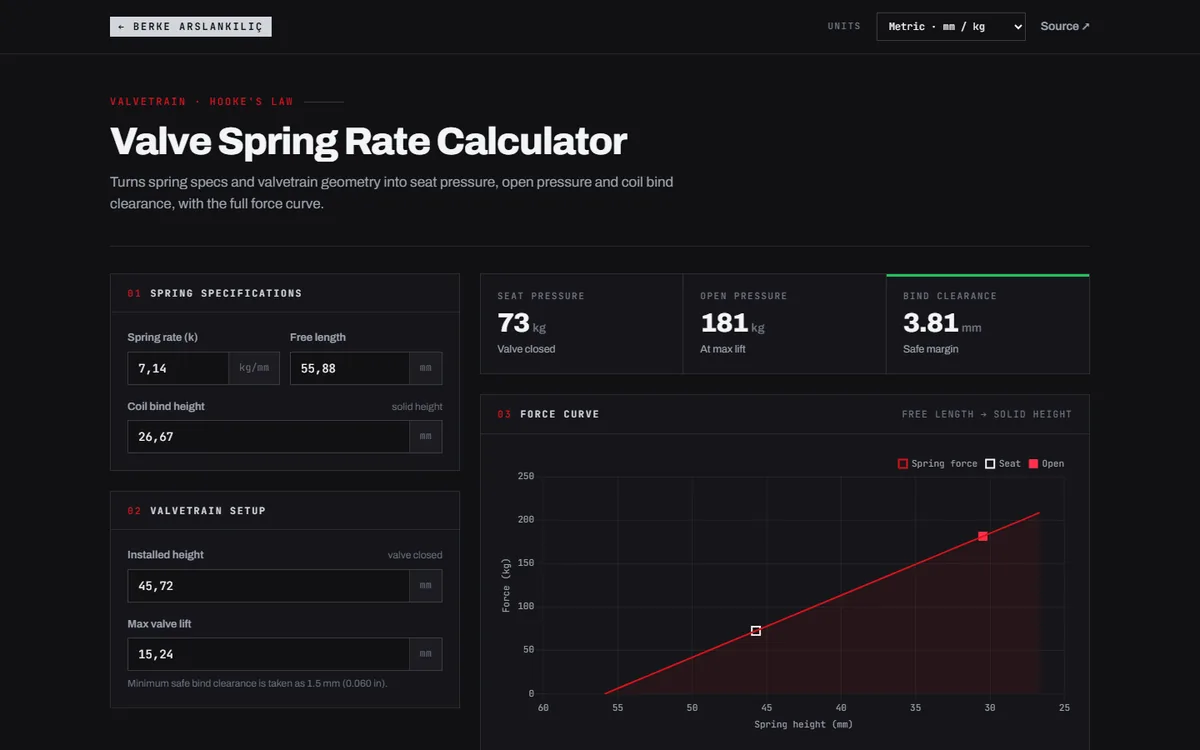 ← BERKE ARSLANKILIÇ
UNITS
Metric · mm / kg
Source ↗
VALVETRAIN · HOOKE'S LAW
Valve Spring Rate Calculator
Turns spring specs and valvetrain geometry into seat pressure, open pressure and coil bind
clearance, with the full force curve.
01 SPRING SPECIFICATIONS
Spring rate (k)
Free length
7,14 kg/mm
55,88 mm
Coil bind height
solid height
26,67 mm
02 VALVETRAIN SETUP
Installed height
valve closed
45,72 mm
Max valve lift
15,24 mm
Minimum safe bind clearance is taken as 1.5 mm (0.060 in).
SEAT PRESSURE
73 kg
Valve closed
OPEN PRESSURE
181 kg
At max lift
BIND CLEARANCE
3.81 mm
Safe margin
03 FORCE CURVE
FREE LENGTH → SOLID HEIGHT
Spring force
Seat
Open
Force (kg)
250
200
150
100
50
0
60 55 50 45 40 35 30 25
Spring height (mm)